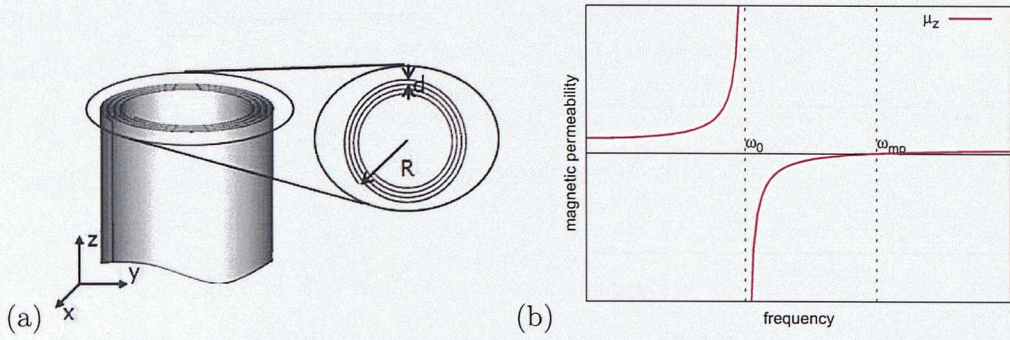 d
R
z
y
x
(a)
μz
ω0
ωmp
magnetic permeability
frequency
(b)